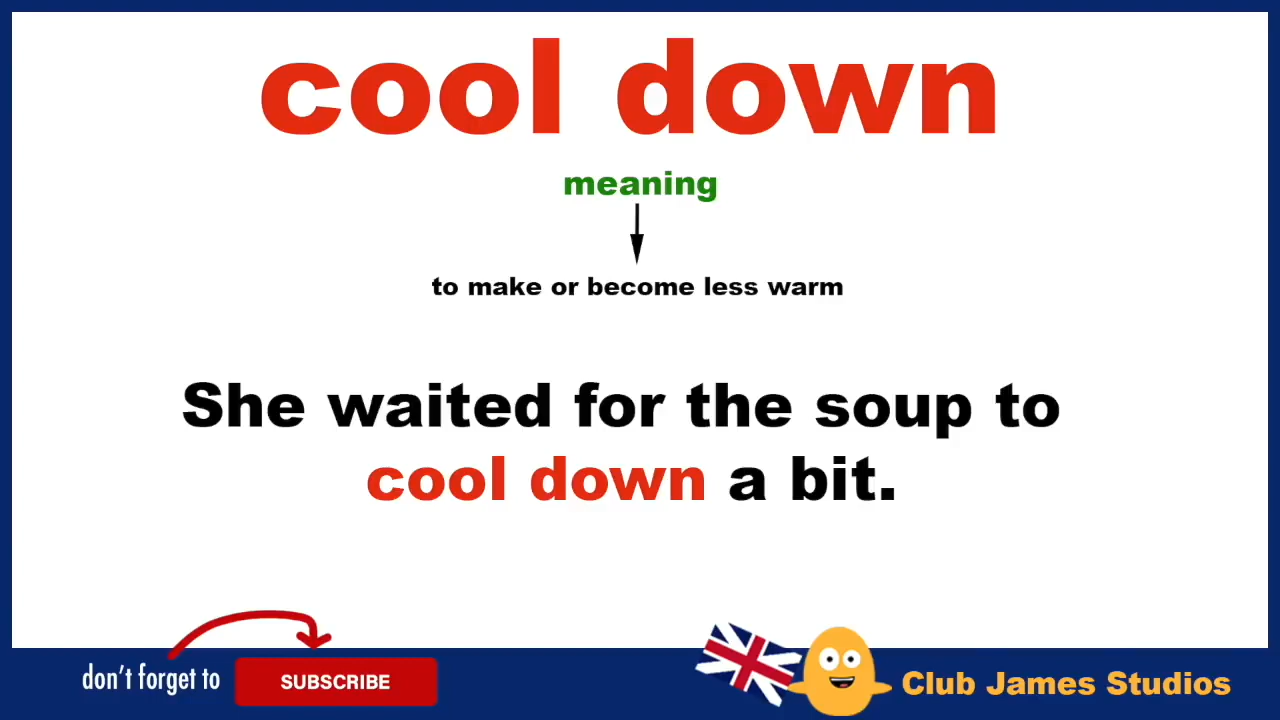 cool down
meaning
to make or become less warm
She waited for the soup to
cool down a bit.
don't forget to
SUBSCRIBE
Club James Studios